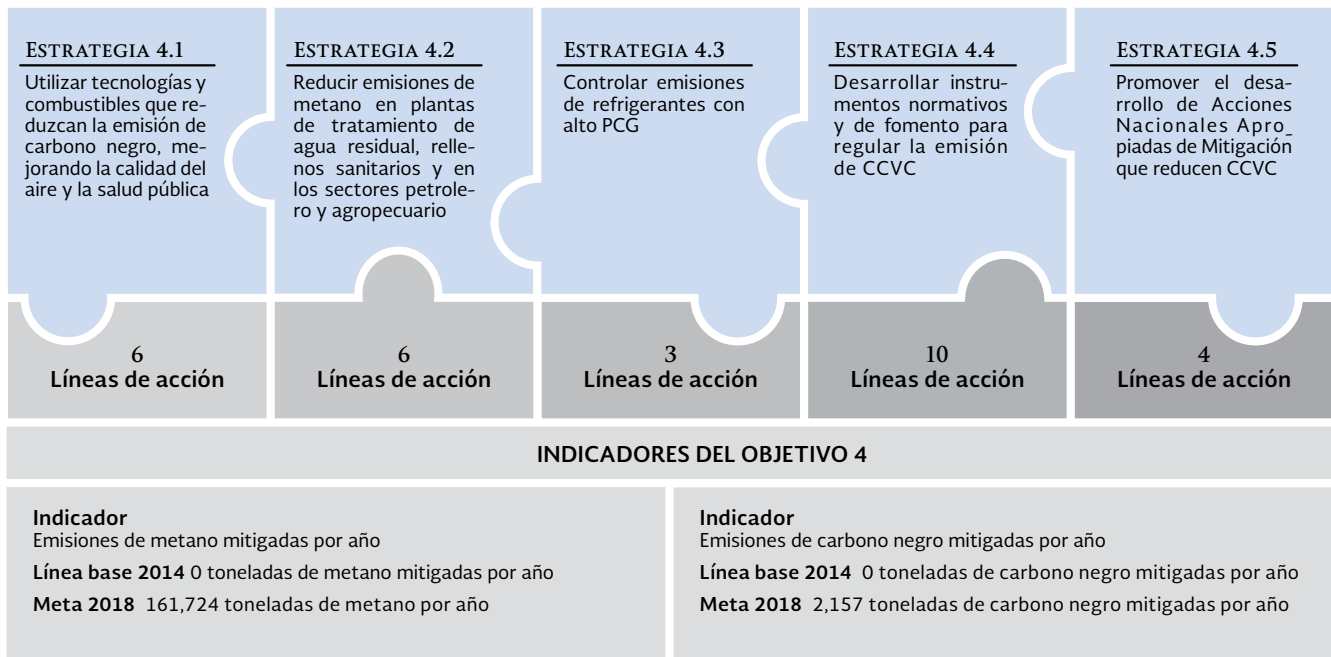 ESTRATEGIA 4.1
Utilizar tecnologías y
combustibles que re-
duzcan la emisión de
carbono negro, me-
jorando la calidad del
aire y la salud pública
ESTRATEGIA 4.2
Reducir emisiones de
metano en plantas
de tratamiento de
agua residual, relle-
nos sanitarios y en
los sectores petrole-
ro y agropecuario
ESTRATEGIA 4.3
Controlar emisiones
de refrigerantes con
alto PCG
ESTRATEGIA 4.4
Desarrollar instru-
mentos normativos
y de fomento para
regular la emisión
de CCVC
ESTRATEGIA 4.5
Promover el desa-
rrollo de Acciones
Nacionales Apro_
piadas de Mitigación
que reducen CCVC
6
Líneas de acción
6
Líneas de acción
3
Líneas de acción
10
Líneas de acción
4
Líneas de acción
INDICADORES DEL OBJETIVO 4
Indicador
Emisiones de metano mitigadas por año
Línea base 2014 0 toneladas de metano mitigadas por año
Meta 2018 161,724 toneladas de metano por año
Indicador
Emisiones de carbono negro mitigadas por año
Línea base 2014 0 toneladas de carbono negro mitigadas por año
Meta 2018 2,157 toneladas de carbono negro mitigadas por año